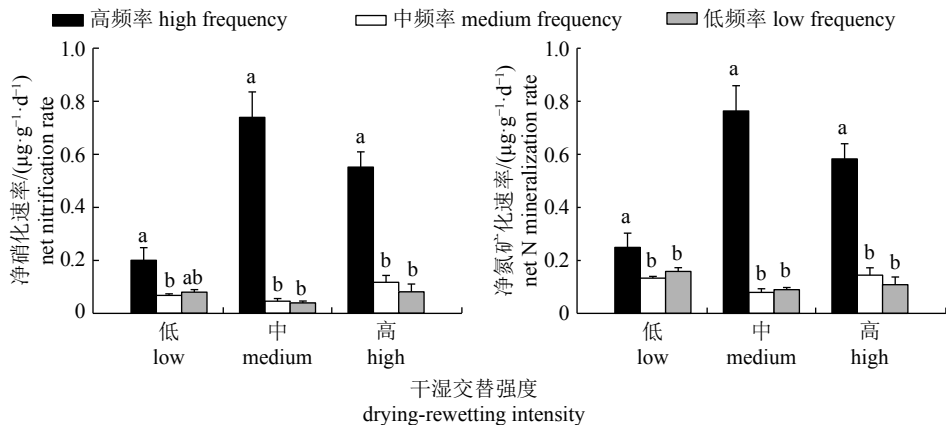 高频率 high frequency
中频率 medium frequency
低频率 low frequency
净硝化速率/(μg·g⁻¹·d⁻¹)
net nitrification rate
1.0
0.8
0.6
0.4
0.2
0
a
b
ab
a
b
b
a
b
b
低
low
中
medium
高
high
净氮矿化速率/(μg·g⁻¹·d⁻¹)
net N mineralization rate
1.0
0.8
0.6
0.4
0.2
0
a
b
b
a
b
b
a
b
b
低
low
中
medium
高
high
干湿交替强度
drying-rewetting intensity